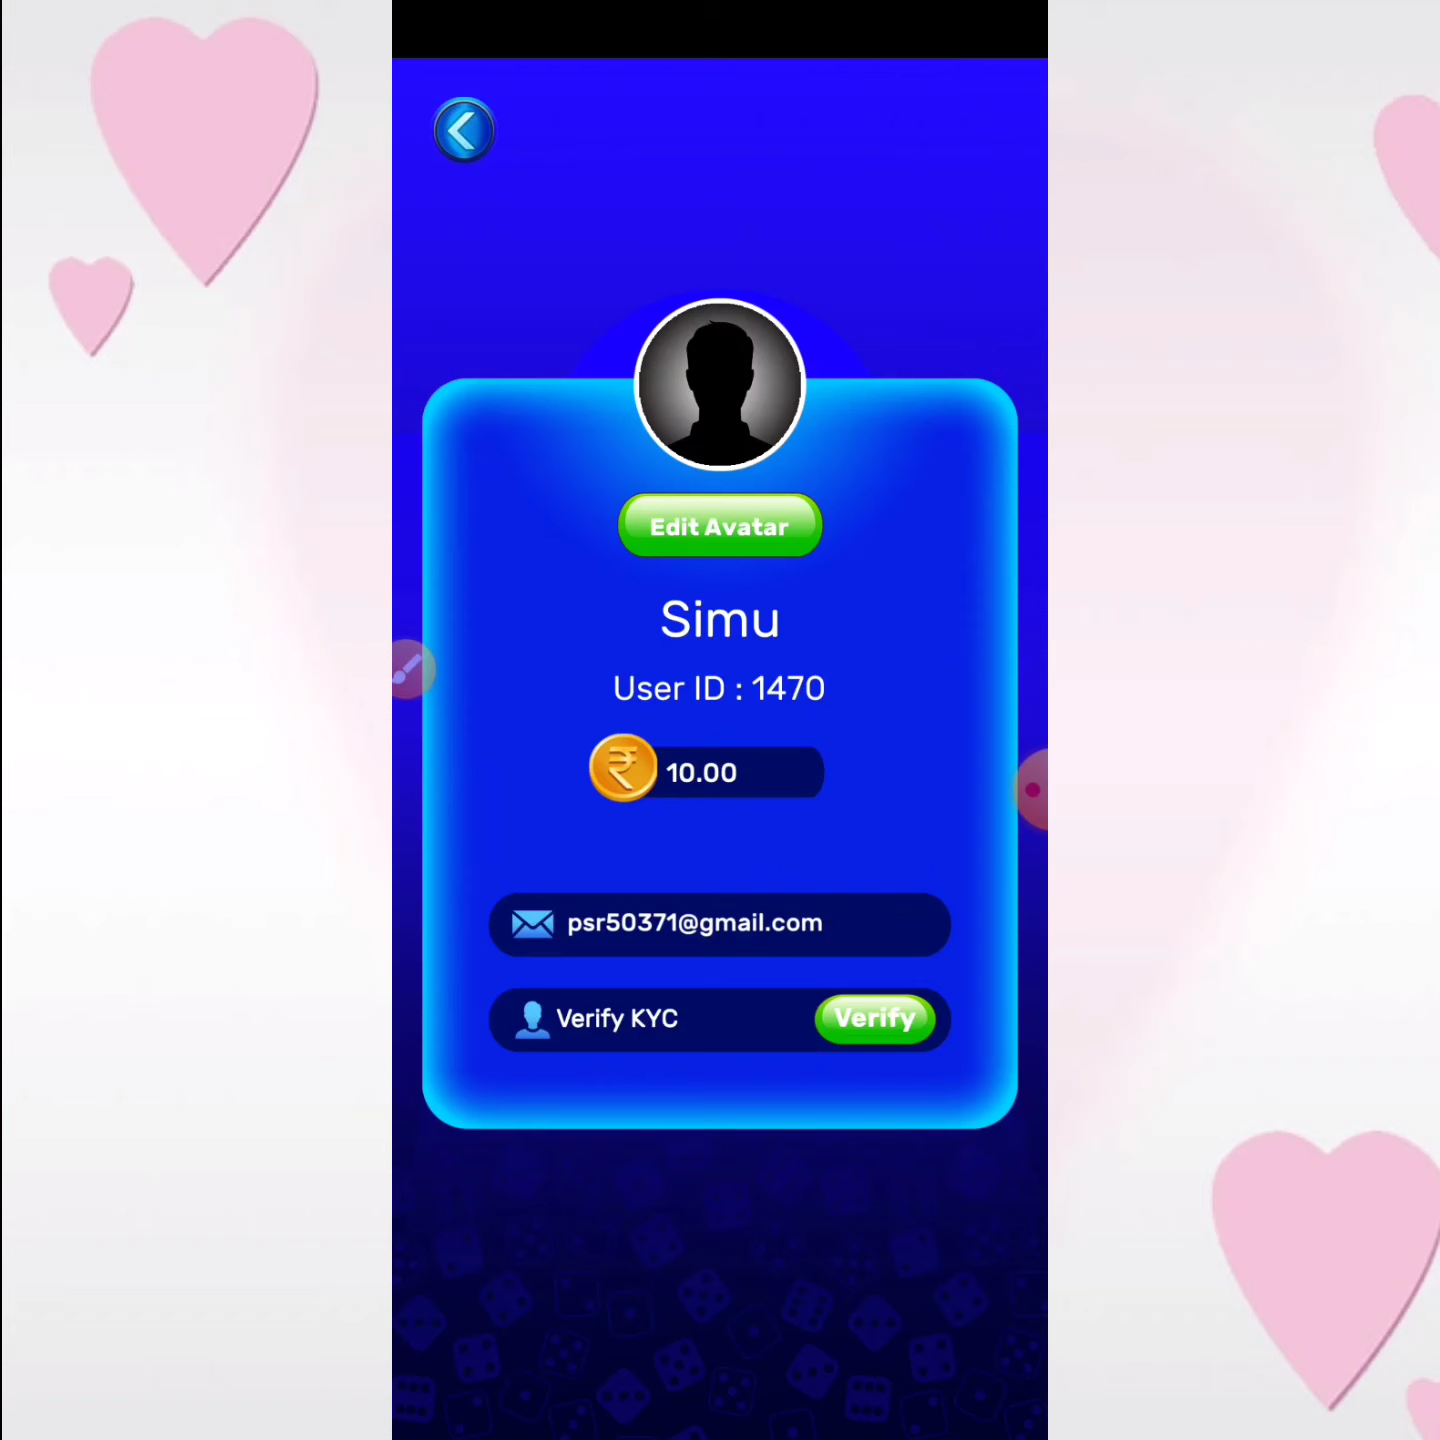 Edit Avatar
Simu
User ID : 1470
₹ 10.00
psr50371@gmail.com
Verify KYC Verify